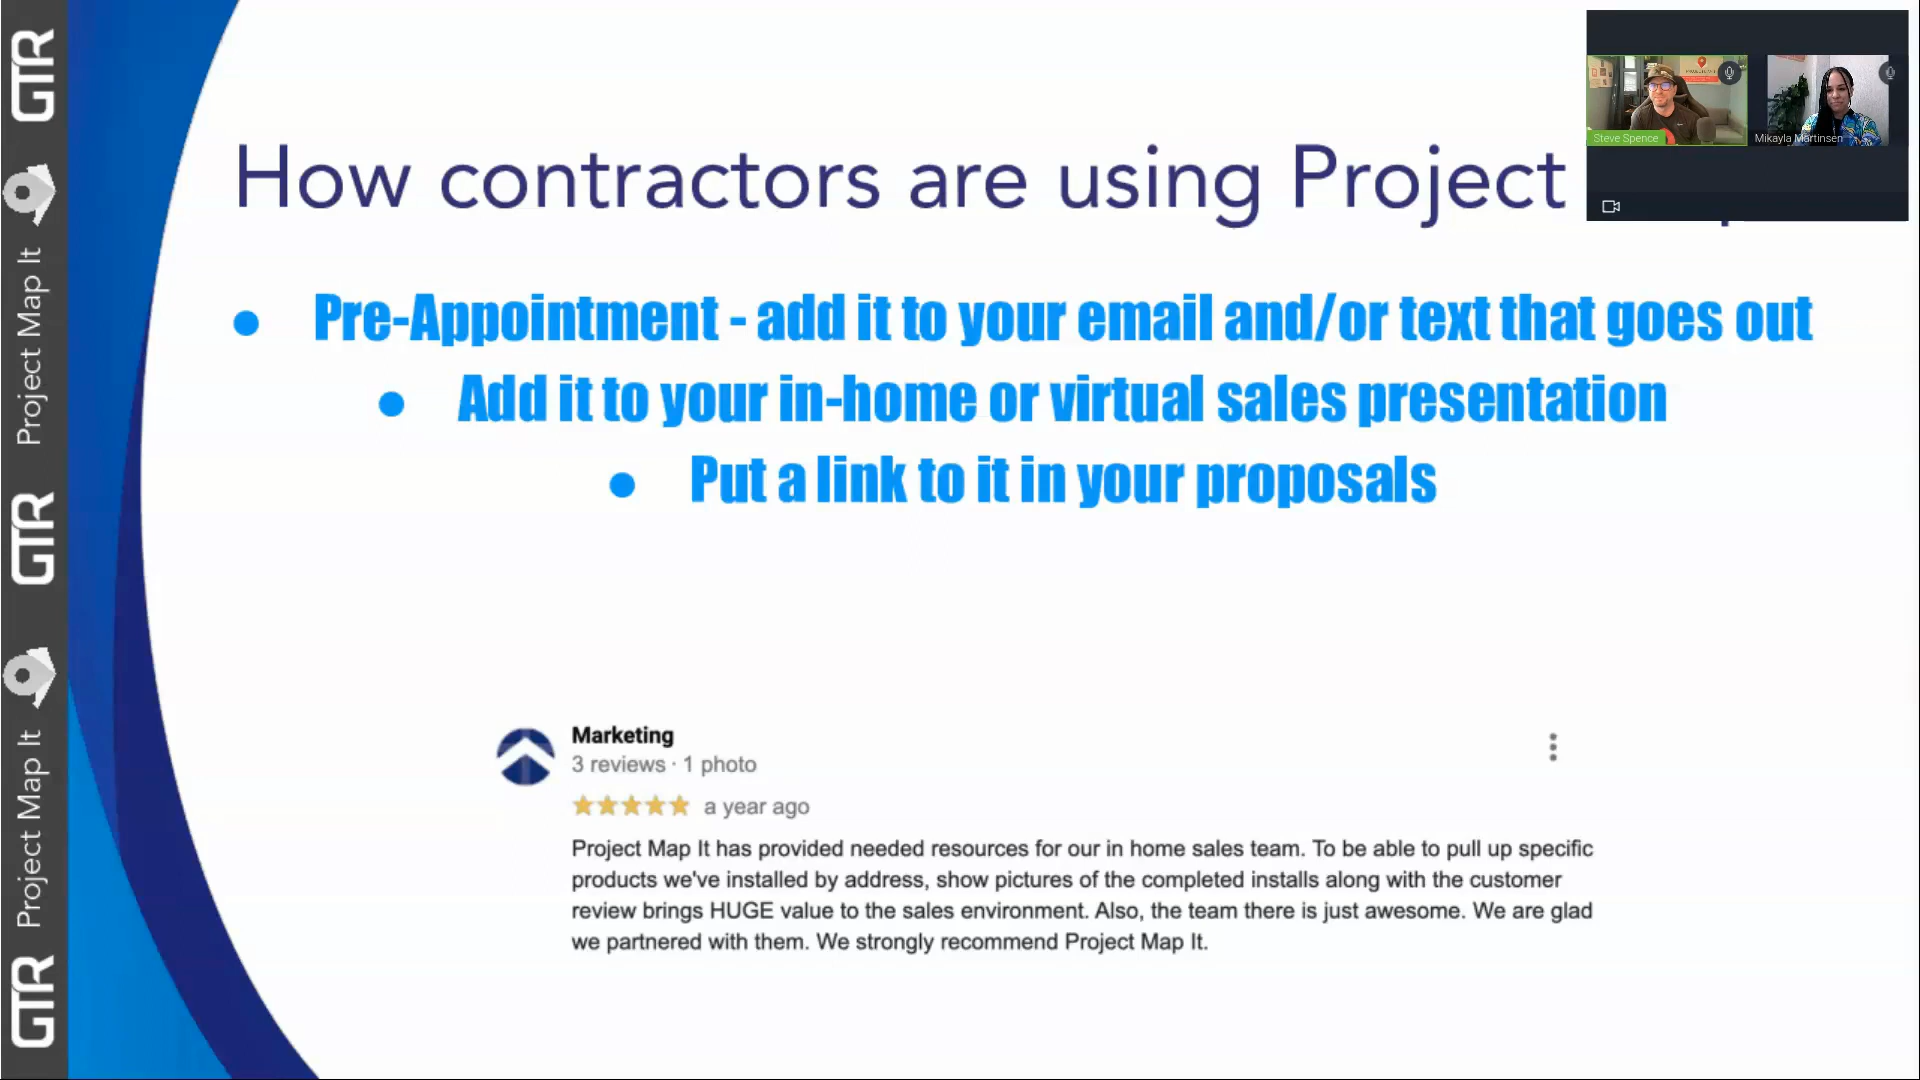 GTR
Project Map It
GTR
Project Map It
GTR
Steve Spence
Mikayla Martinsen
How contractors are using Project
• Pre-Appointment - add it to your email and/or text that goes out
• Add it to your in-home or virtual sales presentation
• Put a link to it in your proposals
Marketing
3 reviews · 1 photo
a year ago
Project Map It has provided needed resources for our in home sales team. To be able to pull up specific
products we've installed by address, show pictures of the completed installs along with the customer
review brings HUGE value to the sales environment. Also, the team there is just awesome. We are glad
we partnered with them. We strongly recommend Project Map It.